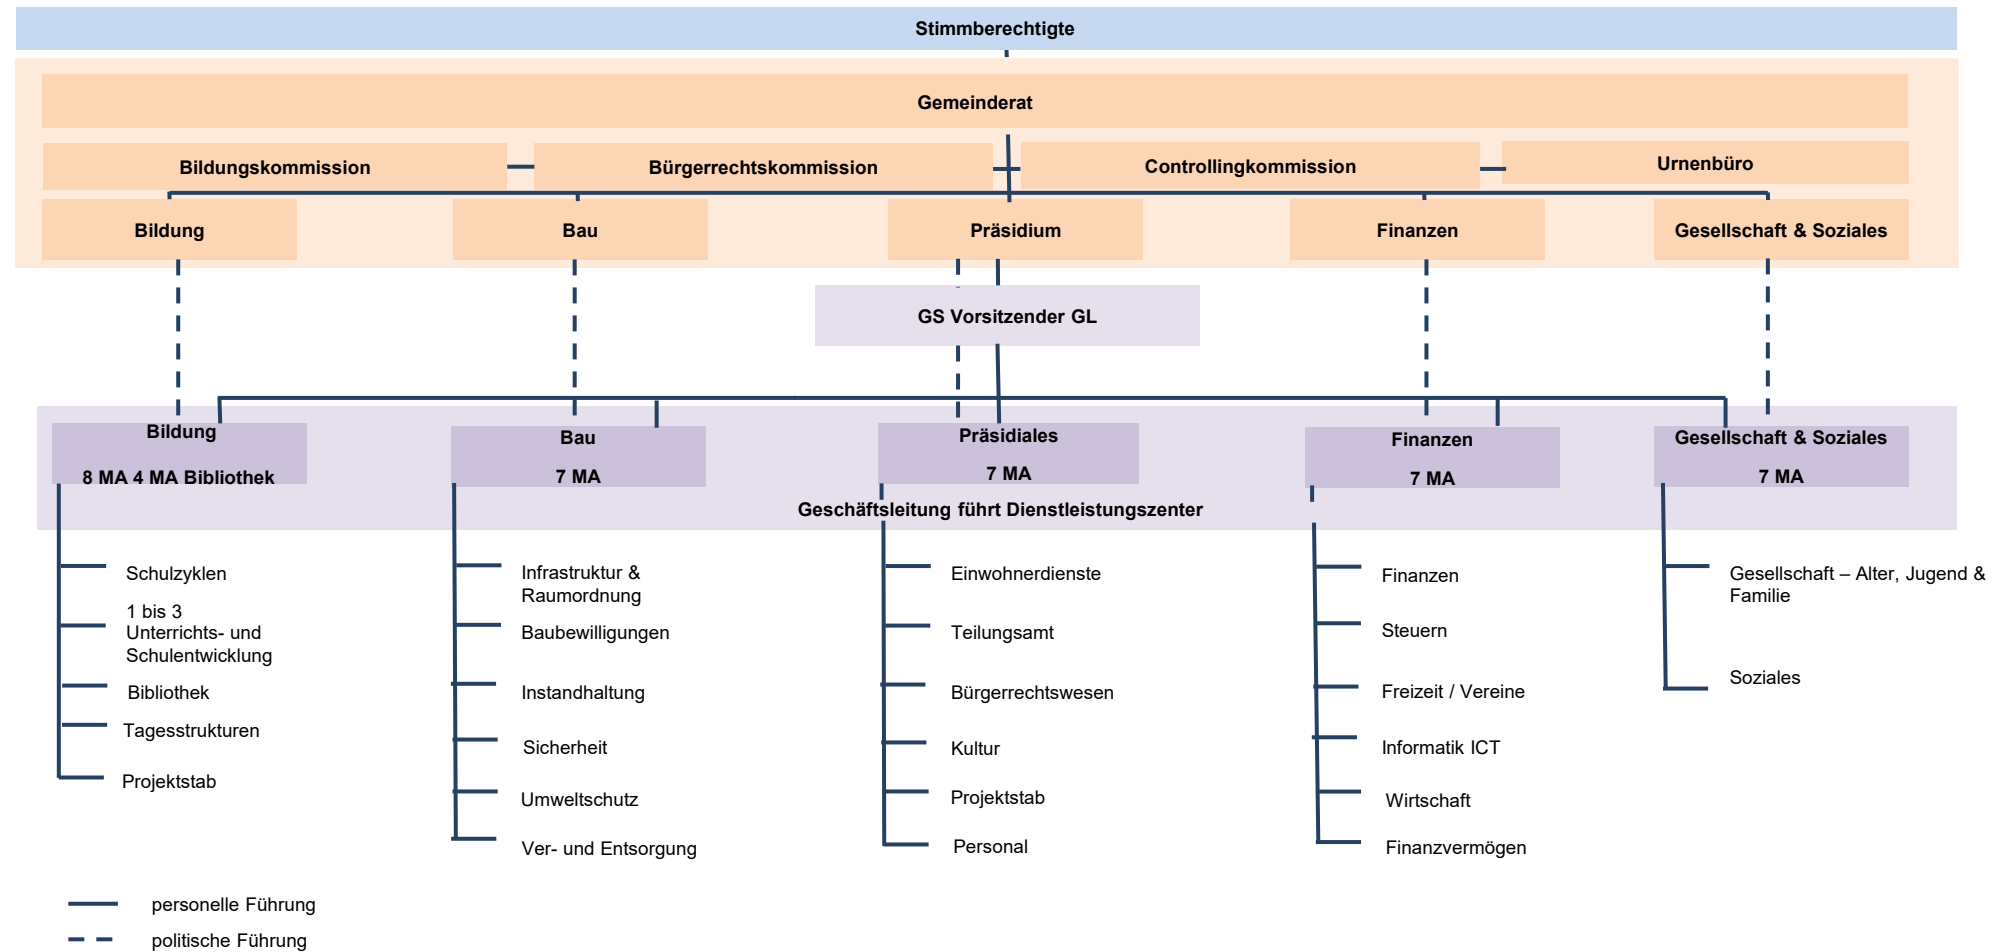 Stimmberechtigte
Gemeinderat
Bildungskommission
Bürgerrechtskommission
Controllingkommission
Urnenbüro
Bildung
Bau
Präsidium
Finanzen
Gesellschaft & Soziales
GS Vorsitzender GL
Bildung
8 MA 4 MA Bibliothek
Bau
7 MA
Präsidiales
7 MA
Finanzen
7 MA
Gesellschaft & Soziales
7 MA
Geschäftsleitung führt Dienstleistungszenter
Schulzyklen
1 bis 3
Unterrichts- und
Schulentwicklung
Bibliothek
Tagesstrukturen
Projektstab
Infrastruktur &
Raumordnung
Baubewilligungen
Instandhaltung
Sicherheit
Umweltschutz
Ver- und Entsorgung
Einwohnerdienste
Teilungsamt
Bürgerrechtswesen
Kultur
Projektstab
Personal
Finanzen
Steuern
Freizeit / Vereine
Informatik ICT
Wirtschaft
Finanzvermögen
Gesellschaft – Alter, Jugend &
Familie
Soziales
personelle Führung
politische Führung